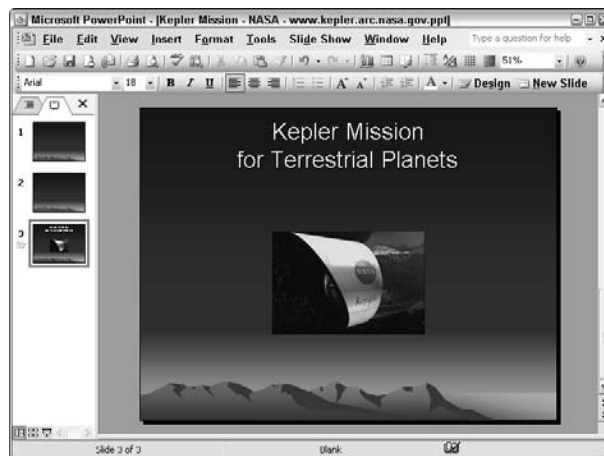 Microsoft PowerPoint - [Kepler Mission - NASA - www.kepler.arc.nasa.gov.ppt]
File Edit View Insert Format Tools Slide Show Window Help Type a question for help
51%
Arial 18 B I U A A A Design New Slide
1
2
3
Kepler Mission
for Terrestrial Planets
NASA
Slide 3 of 3 Blank